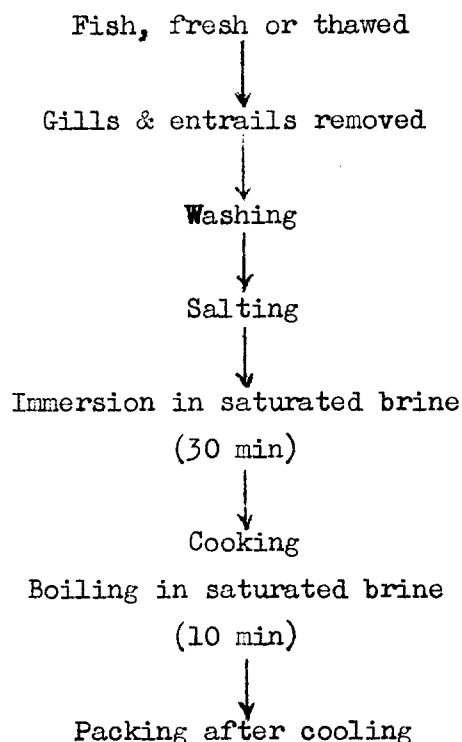 Fish, fresh or thawed
Gills & entrails removed
Washing
Salting
Immersion in saturated brine
(30 min)
Cooking
Boiling in saturated brine
(10 min)
Packing after cooling